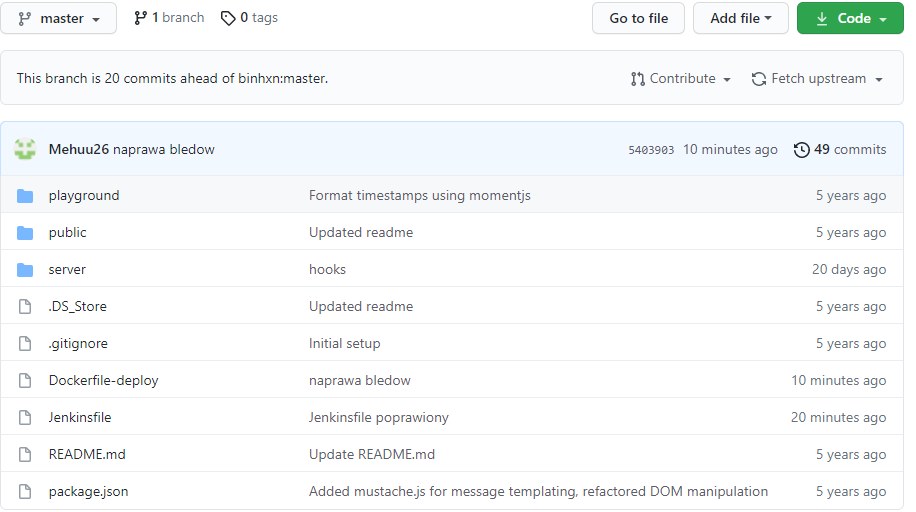 master 1 branch 0 tags Go to file Add file Code
This branch is 20 commits ahead of binhxn:master. Contribute Fetch upstream
Mehuu26 naprawa bledow 5403903 10 minutes ago 49 commits
playground Format timestamps using momentjs 5 years ago
public Updated readme 5 years ago
server hooks 20 days ago
.DS_Store Updated readme 5 years ago
.gitignore Initial setup 5 years ago
Dockerfile-deploy naprawa bledow 10 minutes ago
Jenkinsfile Jenkinsfile poprawiony 20 minutes ago
README.md Update README.md 5 years ago
package.json Added mustache.js for message templating, refactored DOM manipulation 5 years ago